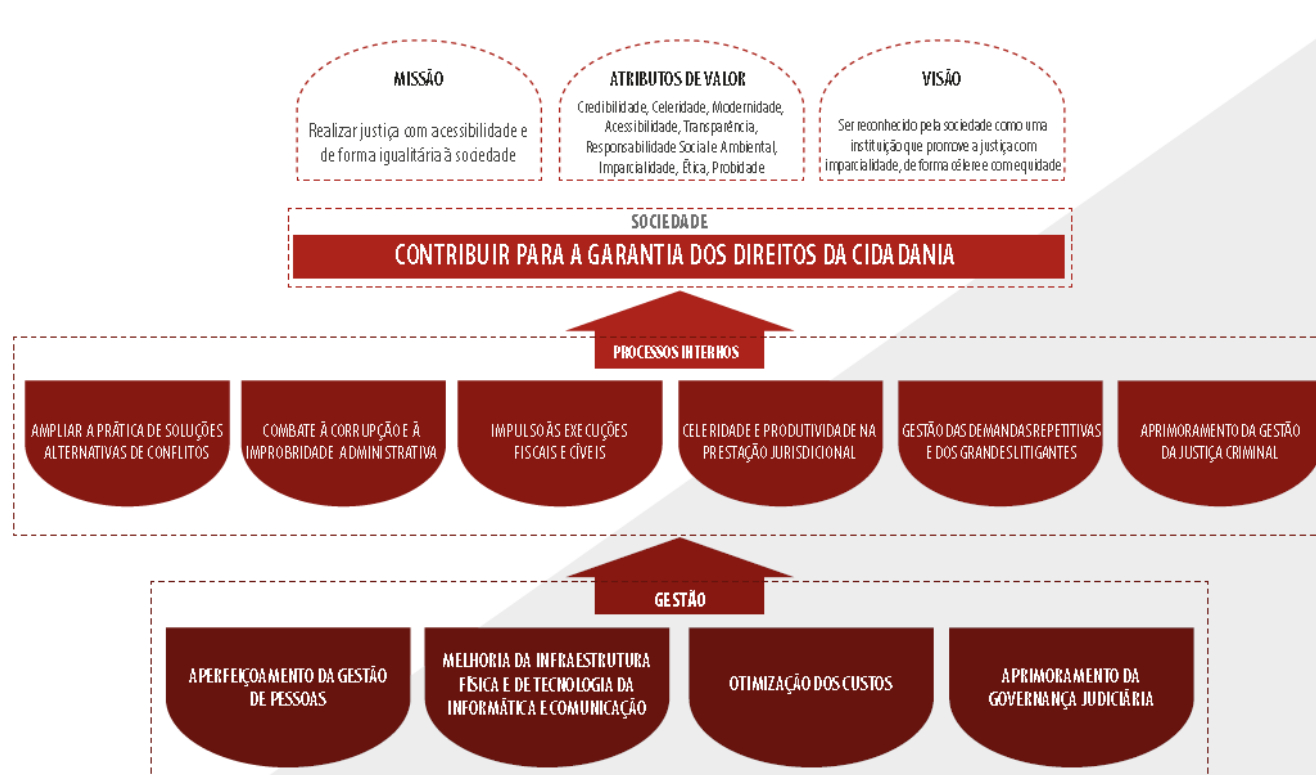 MISSÃO
Realizar justiça com acessibilidade e
de forma igualitária à sociedade
ATRIBUTOS DE VALOR
Credibilidade, Celeridade, Modernidade,
Acessibilidade, Transparência,
Responsabilidade Social e Ambiental,
Imparcialidade, Ética, Probidade
VISÃO
Ser reconhecido pela sociedade como uma
instituição que promove a justiça com
imparcialidade, de forma célere e com equidade
SOCIEDADE
CONTRIBUIR PARA A GARANTIA DOS DIREITOS DA CIDADANIA
PROCESSOS INTERNOS
AMPLIAR A PRÁTICA DE SOLUÇÕES
ALTERNATIVAS DE CONFLITOS
COMBATE À CORRUPÇÃO E À
IMPROBRIDADE ADMINISTRATIVA
IMPULSO ÀS EXECUÇÕES
FISCAIS E CÍVEIS
CELERIDADE E PRODUTIVIDADE NA
PRESTAÇÃO JURISDICIONAL
GESTÃO DAS DEMANDAS REPETITIVAS
E DOS GRANDES LITIGANTES
APRIMORAMENTO DA GESTÃO
DA JUSTIÇA CRIMINAL
GESTÃO
APERFEIÇOAMENTO DA GESTÃO
DE PESSOAS
MELHORIA DA INFRAESTRUTURA
FÍSICA E DE TECNOLOGIA DA
INFORMÁTICA E COMUNICAÇÃO
OTIMIZAÇÃO DOS CUSTOS
APRIMORAMENTO DA
GOVERNANÇA JUDICIÁRIA